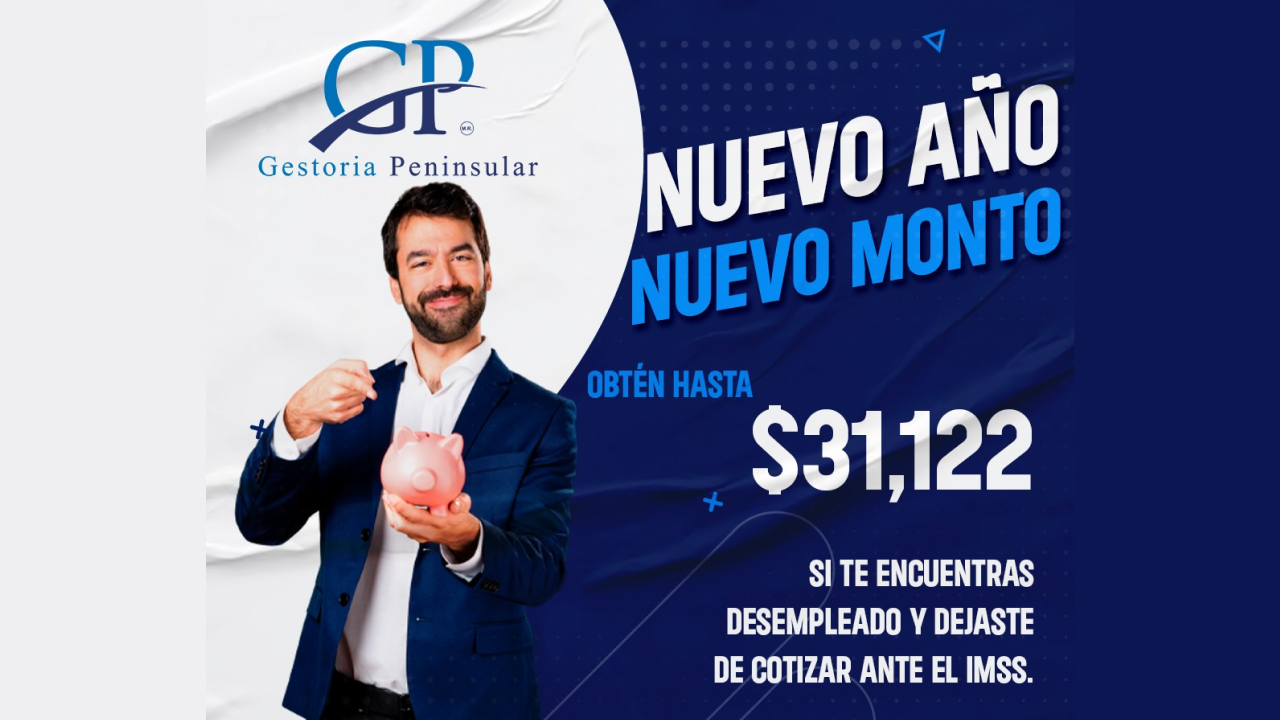 GP
M.R.
Gestoria Peninsular
NUEVO AÑO
NUEVO MONTO
OBTÉN HASTA
$31,122
SI TE ENCUENTRAS
DESEMPLEADO Y DEJASTE
DE COTIZAR ANTE EL IMSS.